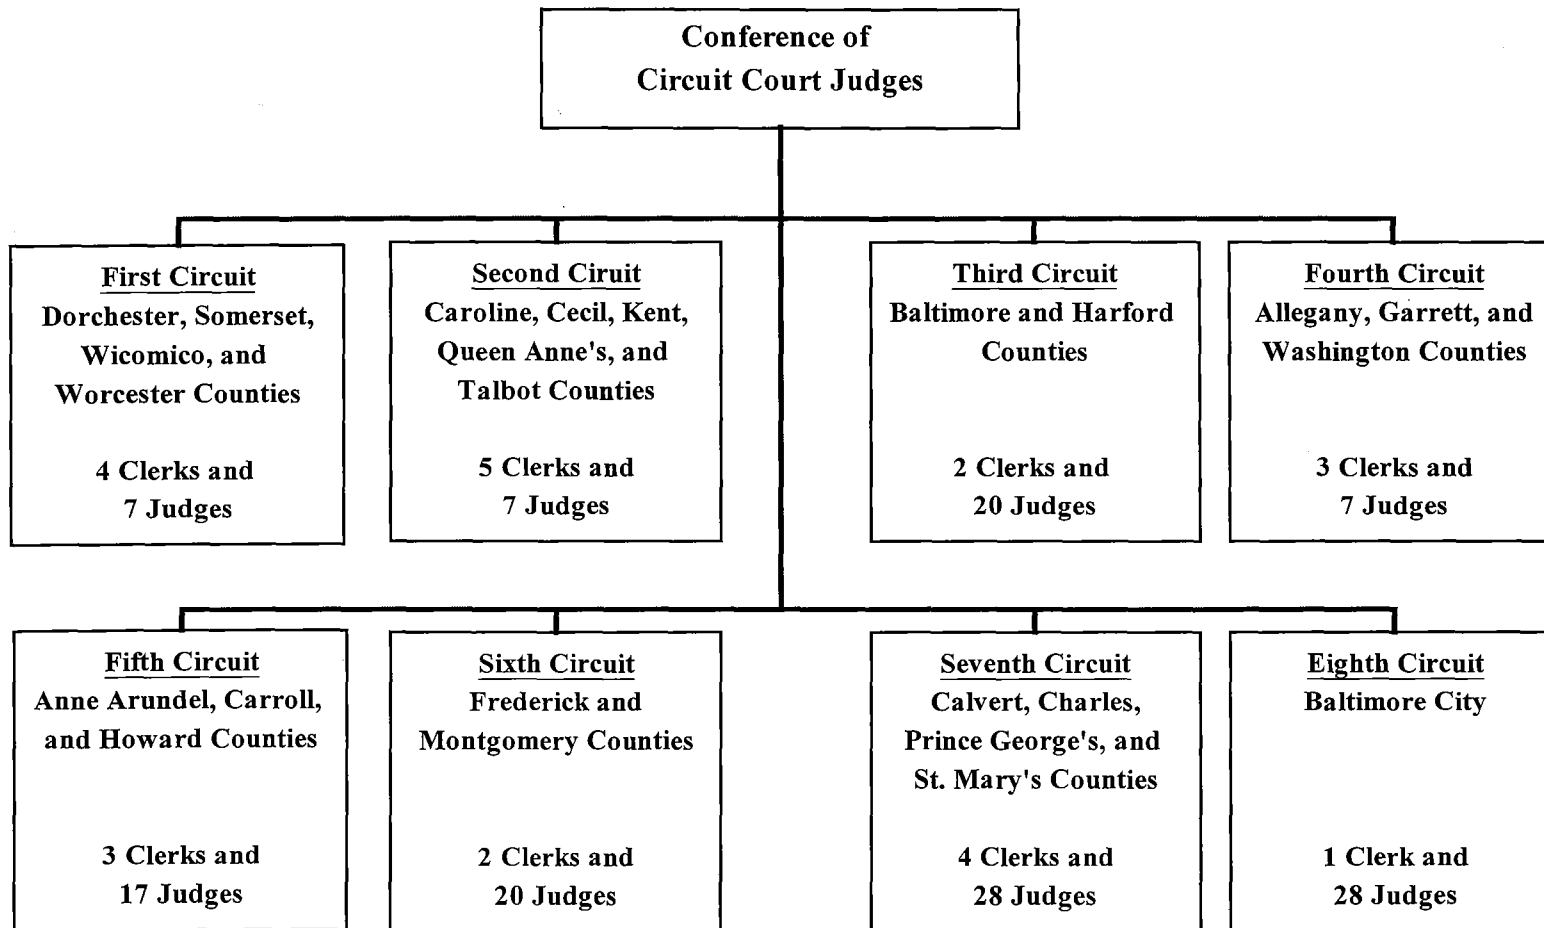 Conference of
Circuit Court Judges
First Circuit
Dorchester, Somerset,
Wicomico, and
Worcester Counties
4 Clerks and
7 Judges
Second Ciruit
Caroline, Cecil, Kent,
Queen Anne's, and
Talbot Counties
5 Clerks and
7 Judges
Third Circuit
Baltimore and Harford
Counties
2 Clerks and
20 Judges
Fourth Circuit
Allegany, Garrett, and
Washington Counties
3 Clerks and
7 Judges
Fifth Circuit
Anne Arundel, Carroll,
and Howard Counties
3 Clerks and
17 Judges
Sixth Circuit
Frederick and
Montgomery Counties
2 Clerks and
20 Judges
Seventh Circuit
Calvert, Charles,
Prince George's, and
St. Mary's Counties
4 Clerks and
28 Judges
Eighth Circuit
Baltimore City
1 Clerk and
28 Judges